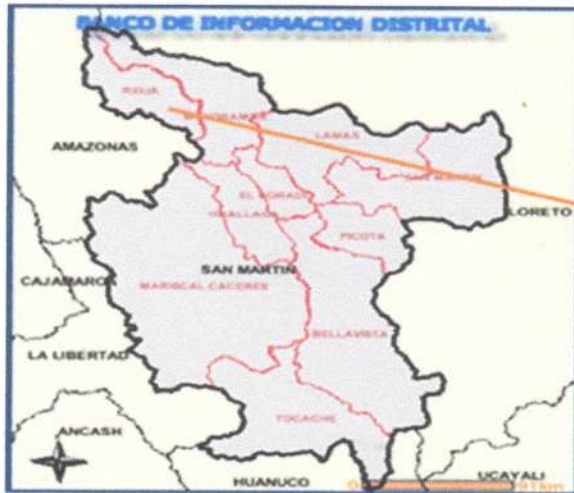 BANCO DE INFORMACION DISTRITAL
RIOJA
LAMAS
AMAZONAS
SAN MARTIN
EL DORADO
HUALLAGA
LORETO
PICOTA
SAN MARTIN
CAJAMARCA
MARISCAL CACERES
BELLAVISTA
LA LIBERTAD
TOCACHE
ANCASH
HUANUCO
UCAYALI
91km